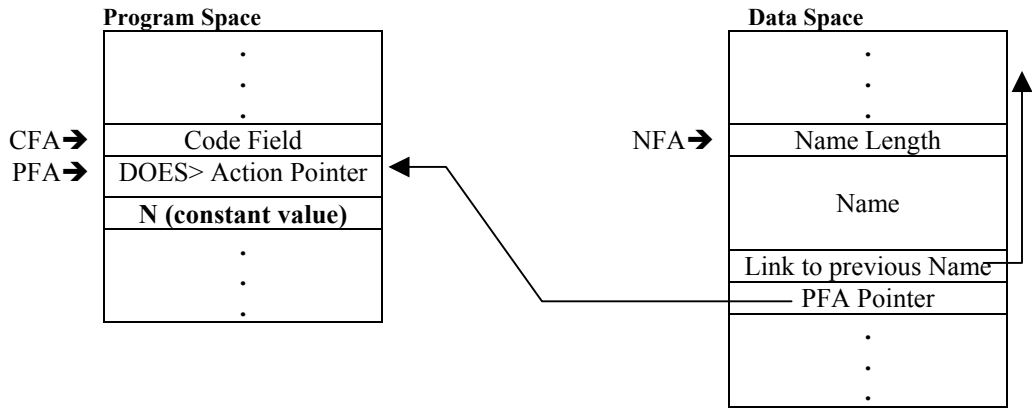 Program Space
.
.
.
CFA➔ Code Field
PFA➔ DOES> Action Pointer
N (constant value)
.
.
.
Data Space
.
.
.
NFA➔ Name Length
Name
Link to previous Name
PFA Pointer
.
.
.